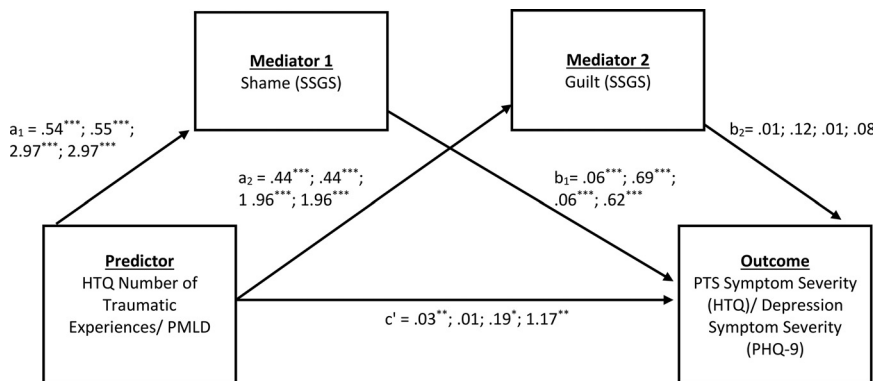 Mediator 1
Shame (SSGS)
Mediator 2
Guilt (SSGS)
a₁ = .54***; .55***;
2.97***; 2.97***
a₂ = .44***; .44***;
1 .96***; 1.96***
b₁= .06***; .69***;
.06***; .62***
b₂= .01; .12; .01; .08
Predictor
HTQ Number of
Traumatic
Experiences/ PMLD
c' = .03**; .01; .19*; 1.17**
Outcome
PTS Symptom Severity
(HTQ)/ Depression
Symptom Severity
(PHQ-9)